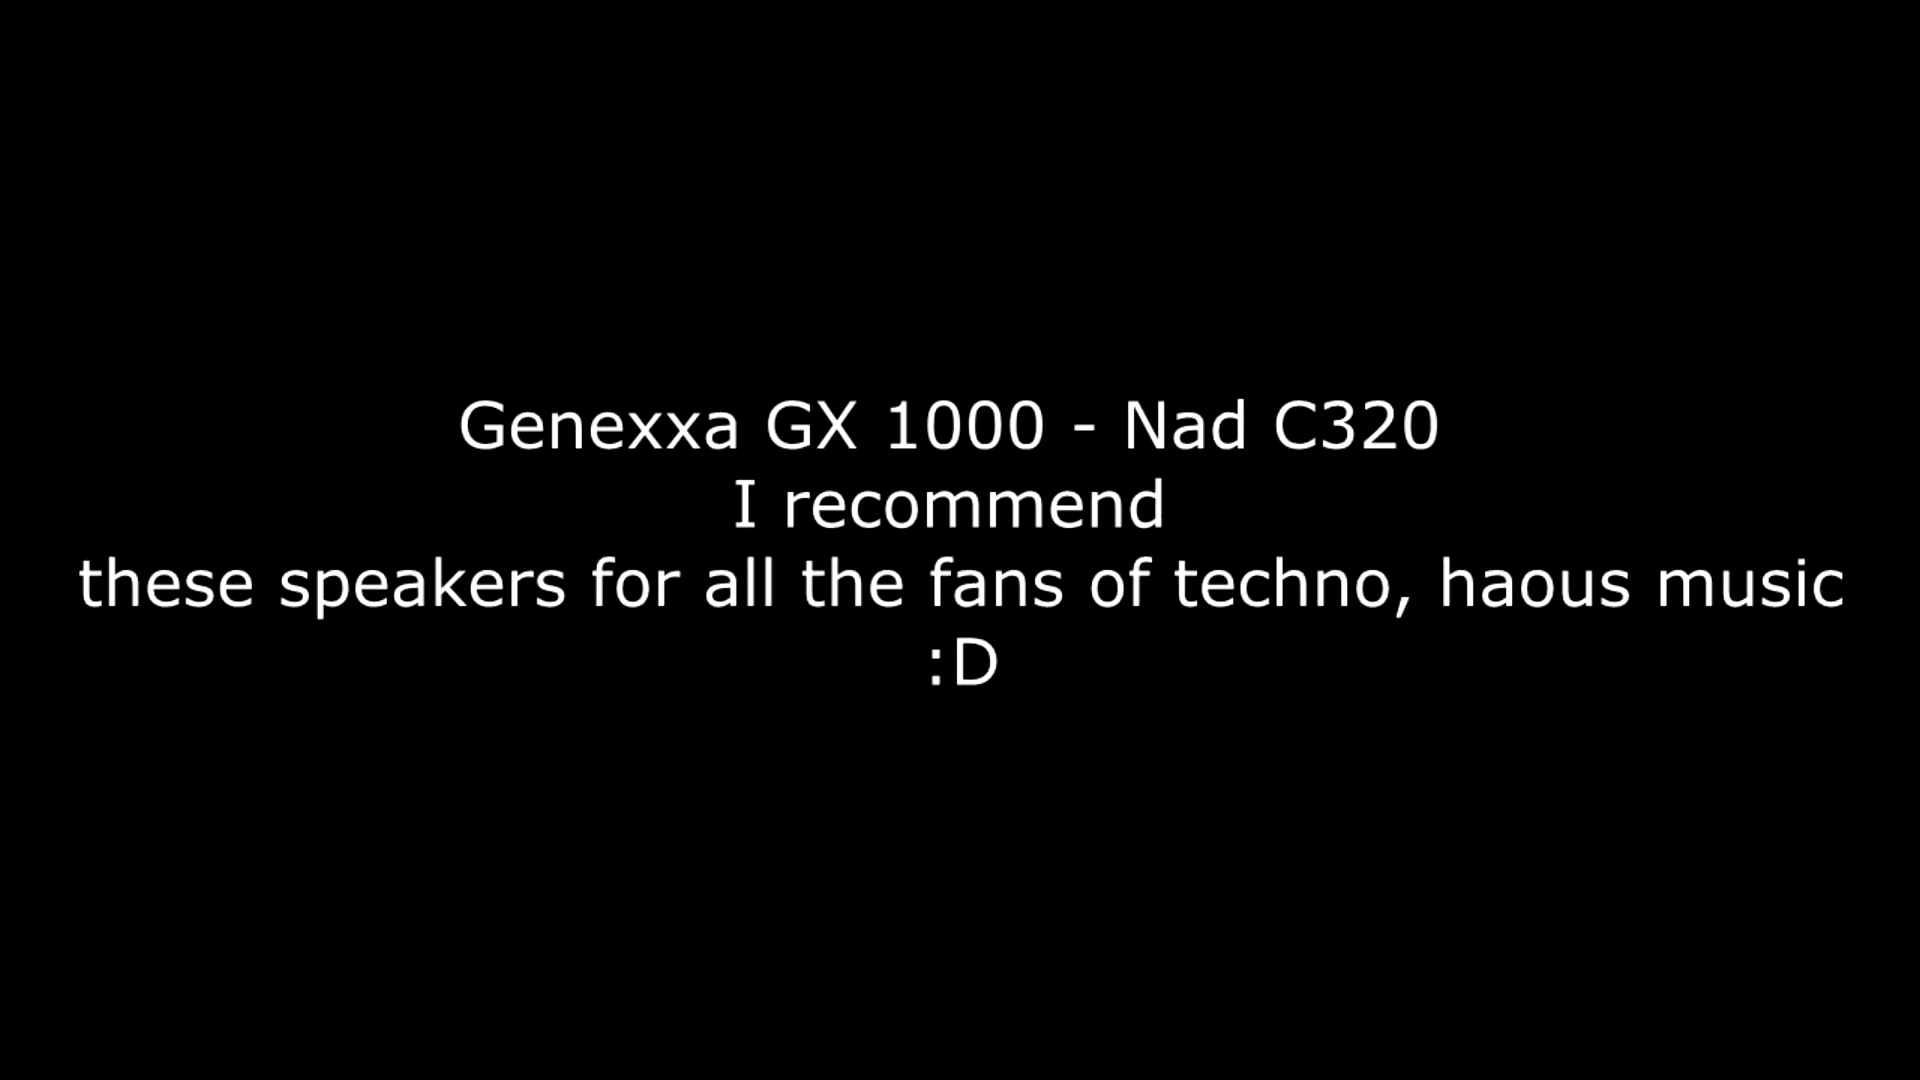 Genexxa GX 1000 - Nad C320
I recommend
these speakers for all the fans of techno, haous music
:D